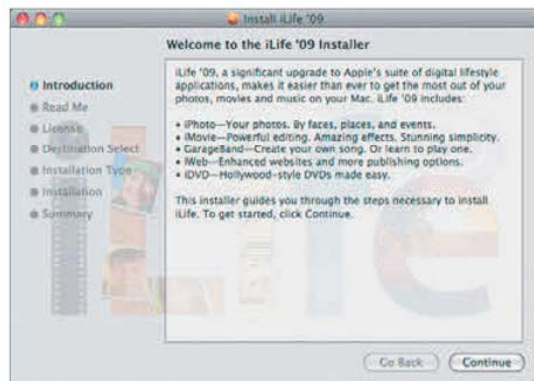 Install iLife '09
Welcome to the iLife '09 Installer
Introduction
Read Me
License
Destination Select
Installation Type
Installation
Summary
iLife '09, a significant upgrade to Apple's suite of digital lifestyle
applications, makes it easier than ever to get the most out of your
photos, movies and music on your Mac. iLife '09 includes:
• iPhoto—Your photos. By faces, places, and events.
• iMovie—Powerful editing. Amazing effects. Stunning simplicity.
• GarageBand—Create your own song. Or learn to play one.
• iWeb—Enhanced websites and more publishing options.
• iDVD—Hollywood-style DVDs made easy.
This installer guides you through the steps necessary to install
iLife. To get started, click Continue.
iLife
Go Back
Continue